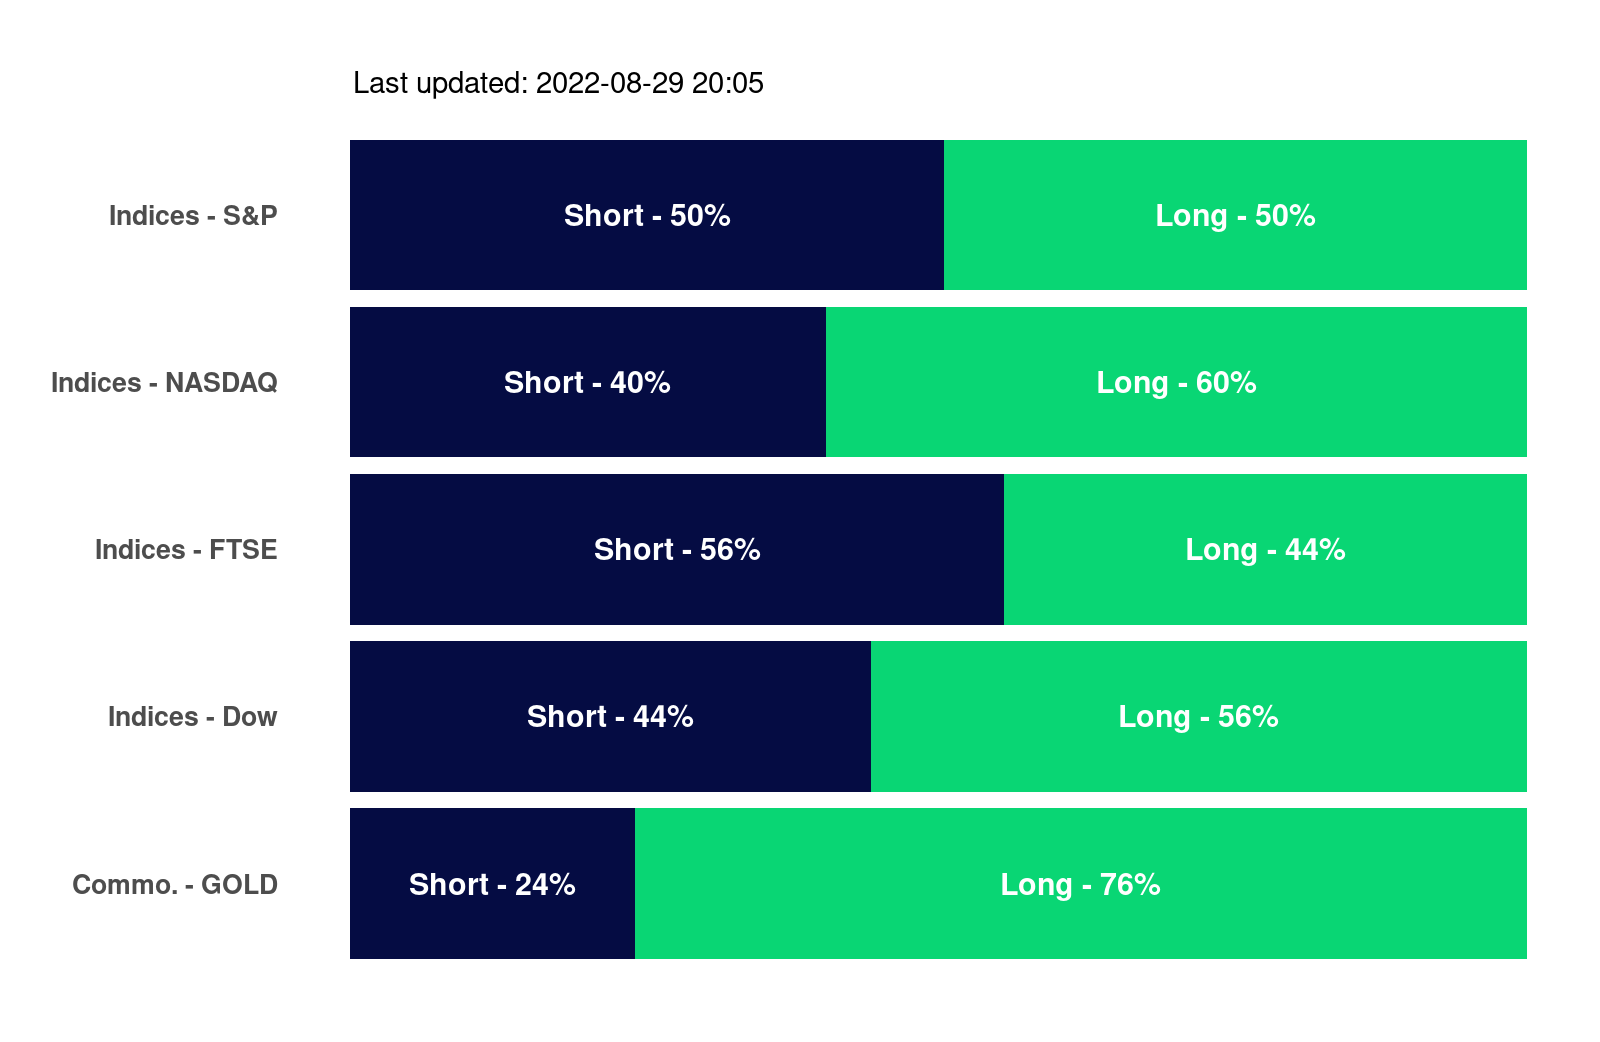 Last updated: 2022-08-29 20:05
Indices - S&P Short - 50% Long - 50%
Indices - NASDAQ Short - 40% Long - 60%
Indices - FTSE Short - 56% Long - 44%
Indices - Dow Short - 44% Long - 56%
Commo. - GOLD Short - 24% Long - 76%